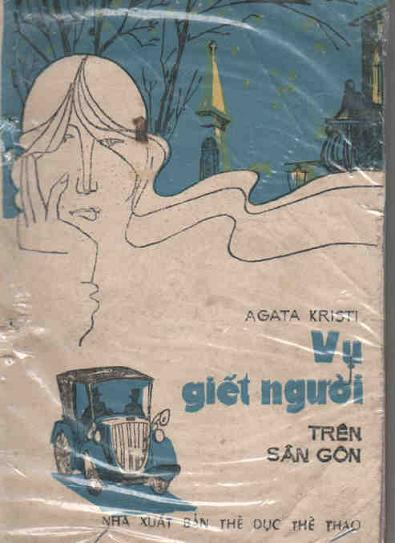 AGATA KRISTI
Vụ
giết người
TRÊN
SÂN GÔN
NHÀ XUẤT BẢN THỂ DỤC THỂ THAO